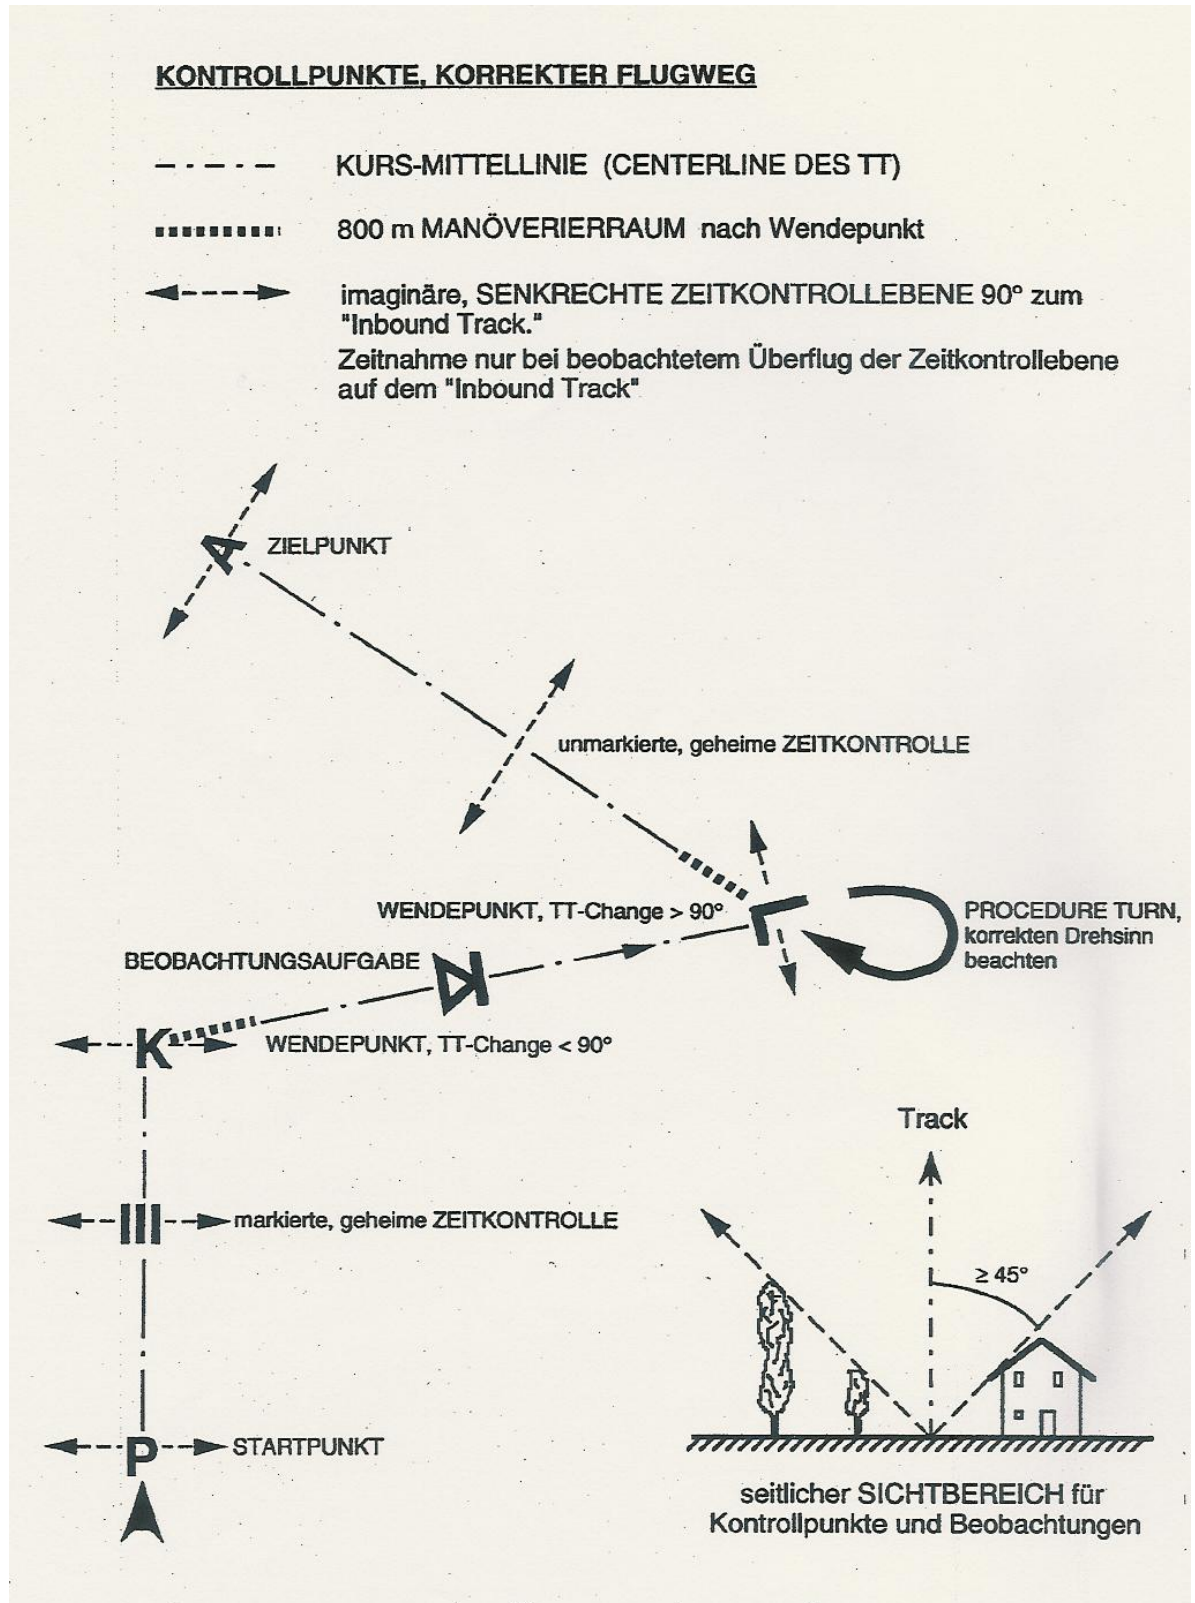 KONTROLLPUNKTE, KORREKTER FLUGWEG
KURS-MITTELLINIE (CENTERLINE DES TT)
800 m MANÖVERIERRAUM nach Wendepunkt
imaginäre, SENKRECHTE ZEITKONTROLLEBENE 90° zum
"Inbound Track."
Zeitnahme nur bei beobachtetem Überflug der Zeitkontrollebene
auf dem "Inbound Track"
A
ZIELPUNKT
unmarkierte, geheime ZEITKONTROLLE
WENDEPUNKT, TT-Change > 90°
PROCEDURE TURN,
korrekten Drehsinn
beachten
BEOBACHTUNGSAUFGABE
K
WENDEPUNKT, TT-Change < 90°
Track
markierte, geheime ZEITKONTROLLE
≥ 45°
P
STARTPUNKT
seitlicher SICHTBEREICH für
Kontrollpunkte und Beobachtungen